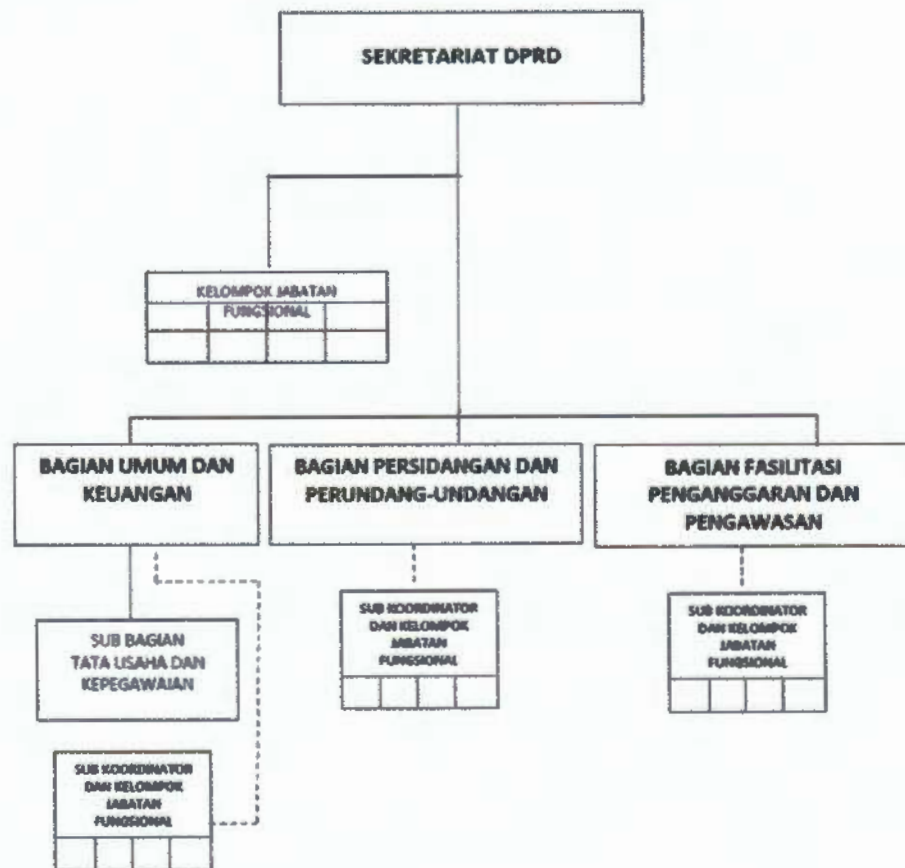 SEKRETARIAT DPRD
KELOMPOK JABATAN
FUNGSIONAL
BAGIAN UMUM DAN
KEUANGAN
BAGIAN PERSIDANGAN DAN
PERUNDANG-UNDANGAN
BAGIAN FASILITASI
PENGANGGARAN DAN
PENGAWASAN
SUB BAGIAN
TATA USAHA DAN
KEPEGAWAIAN
SUB KOORDINATOR
DAN KELOMPOK
JABATAN
FUNGSIONAL
SUB KOORDINATOR
DAN KELOMPOK
JABATAN
FUNGSIONAL
SUB KOORDINATOR
DAN KELOMPOK
JABATAN
FUNGSIONAL